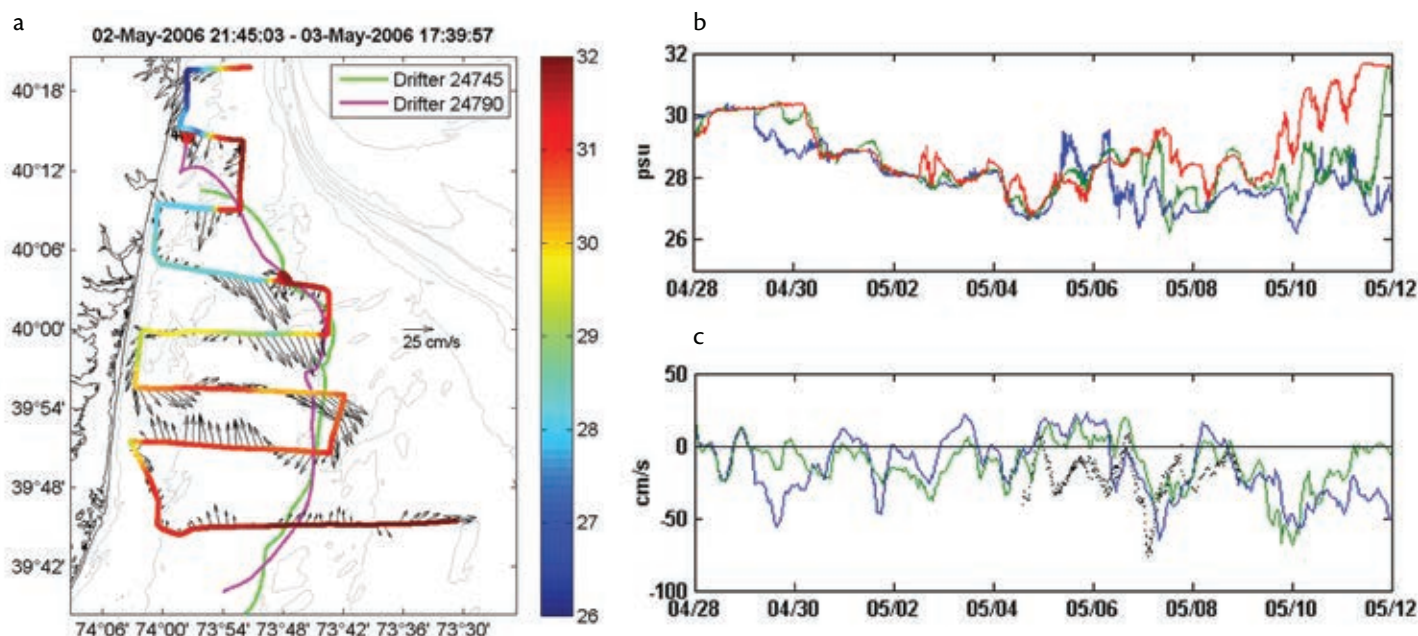 a
02-May-2006 21:45:03 - 03-May-2006 17:39:57
Drifter 24745
Drifter 24790
40°18'
40°12'
40°06'
40°00'
39°54'
39°48'
39°42'
25 cm/s
74°06' 74°00' 73°54' 73°48' 73°42' 73°36' 73°30'
32
31
30
29
28
27
26
b
32
30
28
26
psu
04/28 04/30 05/02 05/04 05/06 05/08 05/10 05/12
c
50
0
-50
-100
cm/s
04/28 04/30 05/02 05/04 05/06 05/08 05/10 05/12